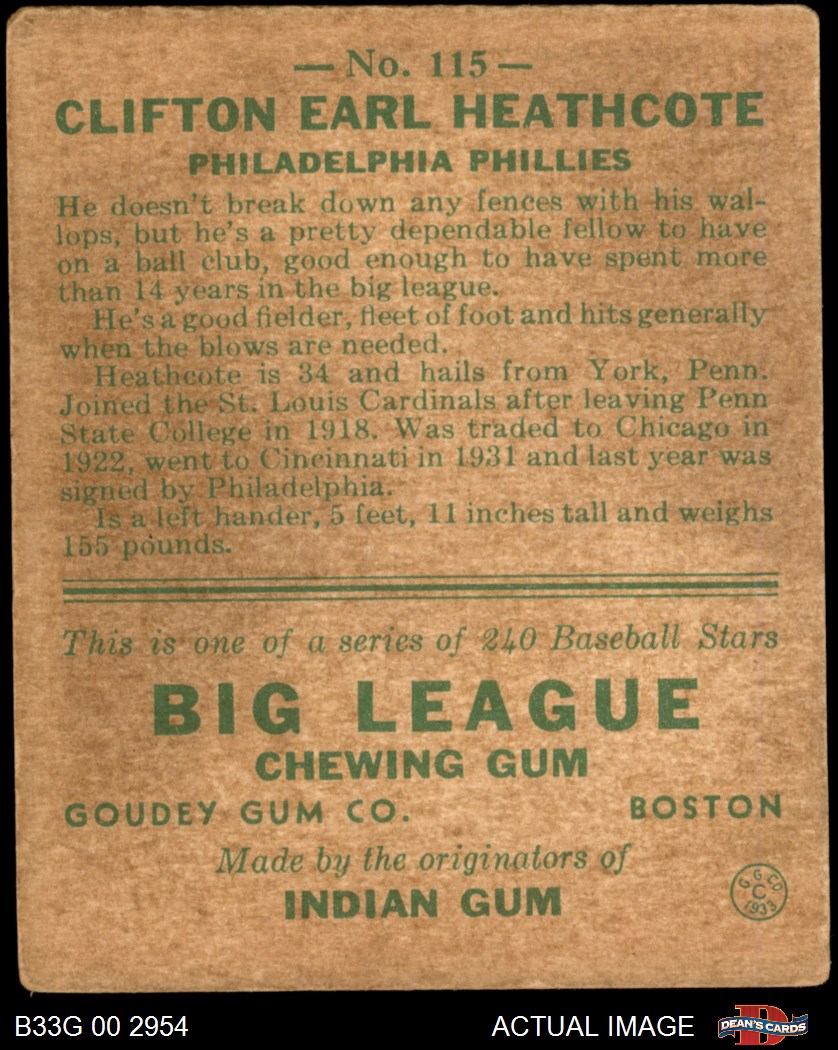 — No. 115 —
CLIFTON EARL HEATHCOTE
PHILADELPHIA PHILLIES
He doesn't break down any fences with his wal-
lops, but he's a pretty dependable fellow to have
on a ball club, good enough to have spent more
than 14 years in the big league.
He's a good fielder, fleet of foot and hits generally
when the blows are needed.
Heathcote is 34 and hails from York, Penn.
Joined the St. Louis Cardinals after leaving Penn
State College in 1918. Was traded to Chicago in
1922, went to Cincinnati in 1931 and last year was
signed by Philadelphia.
Is a left hander, 5 feet, 11 inches tall and weighs
155 pounds.
This is one of a series of 240 Baseball Stars
BIG LEAGUE
CHEWING GUM
GOUDEY GUM CO. BOSTON
Made by the originators of
INDIAN GUM
G. G. CO.
C
1933
B33G 00 2954 ACTUAL IMAGE
D
DEAN'S CARDS